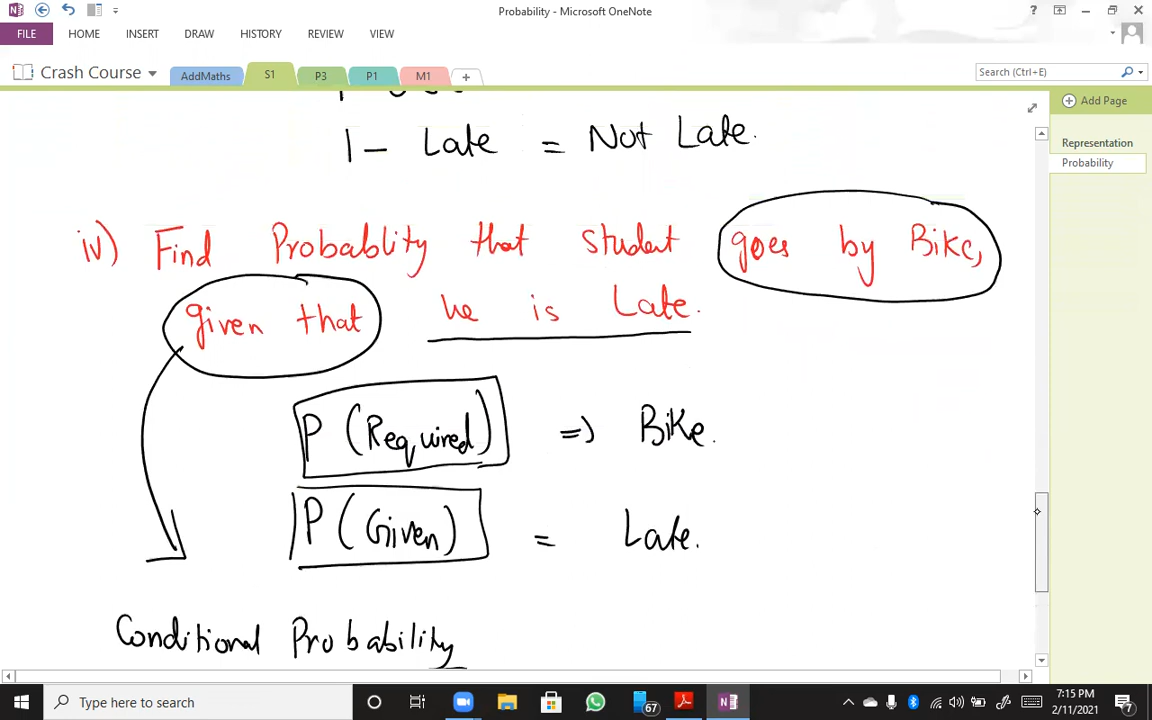 Probability - Microsoft OneNote
FILE HOME INSERT DRAW HISTORY REVIEW VIEW
Crash Course AddMaths S1 P3 P1 M1
Search (Ctrl+E)
Add Page
Representation
Probability
1 - Late = Not Late.
iv) Find Probablity that student goes by Bike,
given that he is Late.
P (Required) => Bike.
P (Given) = Late.
Conditional Probability
Type here to search
67
7:15 PM
2/11/2021
7